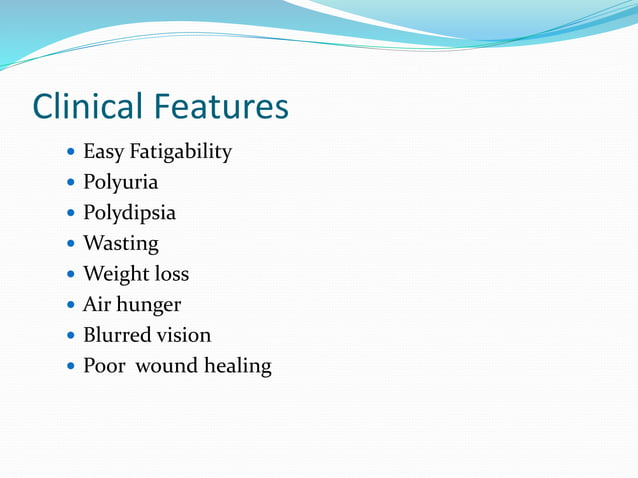 Clinical Features
• Easy Fatigability
• Polyuria
• Polydipsia
• Wasting
• Weight loss
• Air hunger
• Blurred vision
• Poor  wound healing